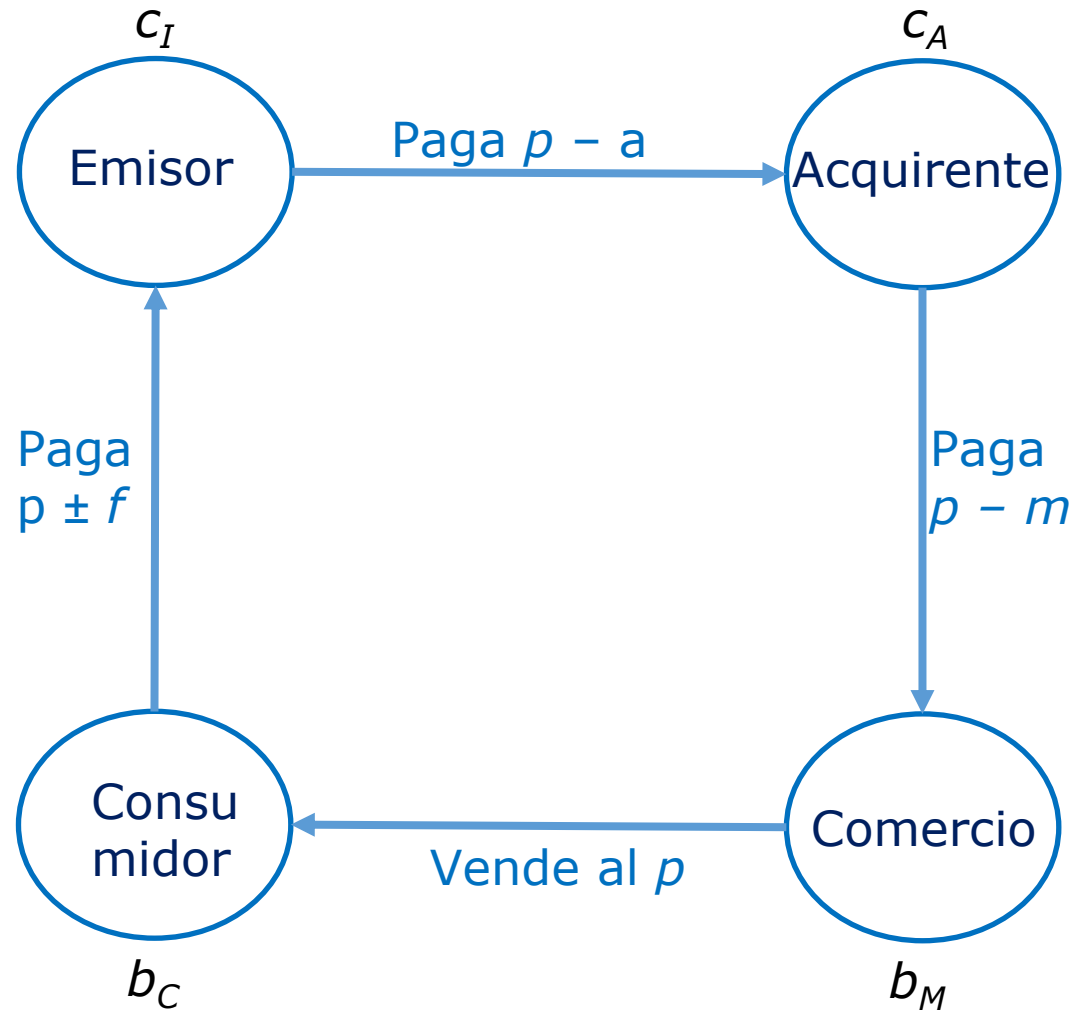 c_I
c_A
Emisor
Paga p – a
Acquirente
Paga
p ± f
Paga
p – m
Consu
midor
Vende al p
Comercio
b_C
b_M